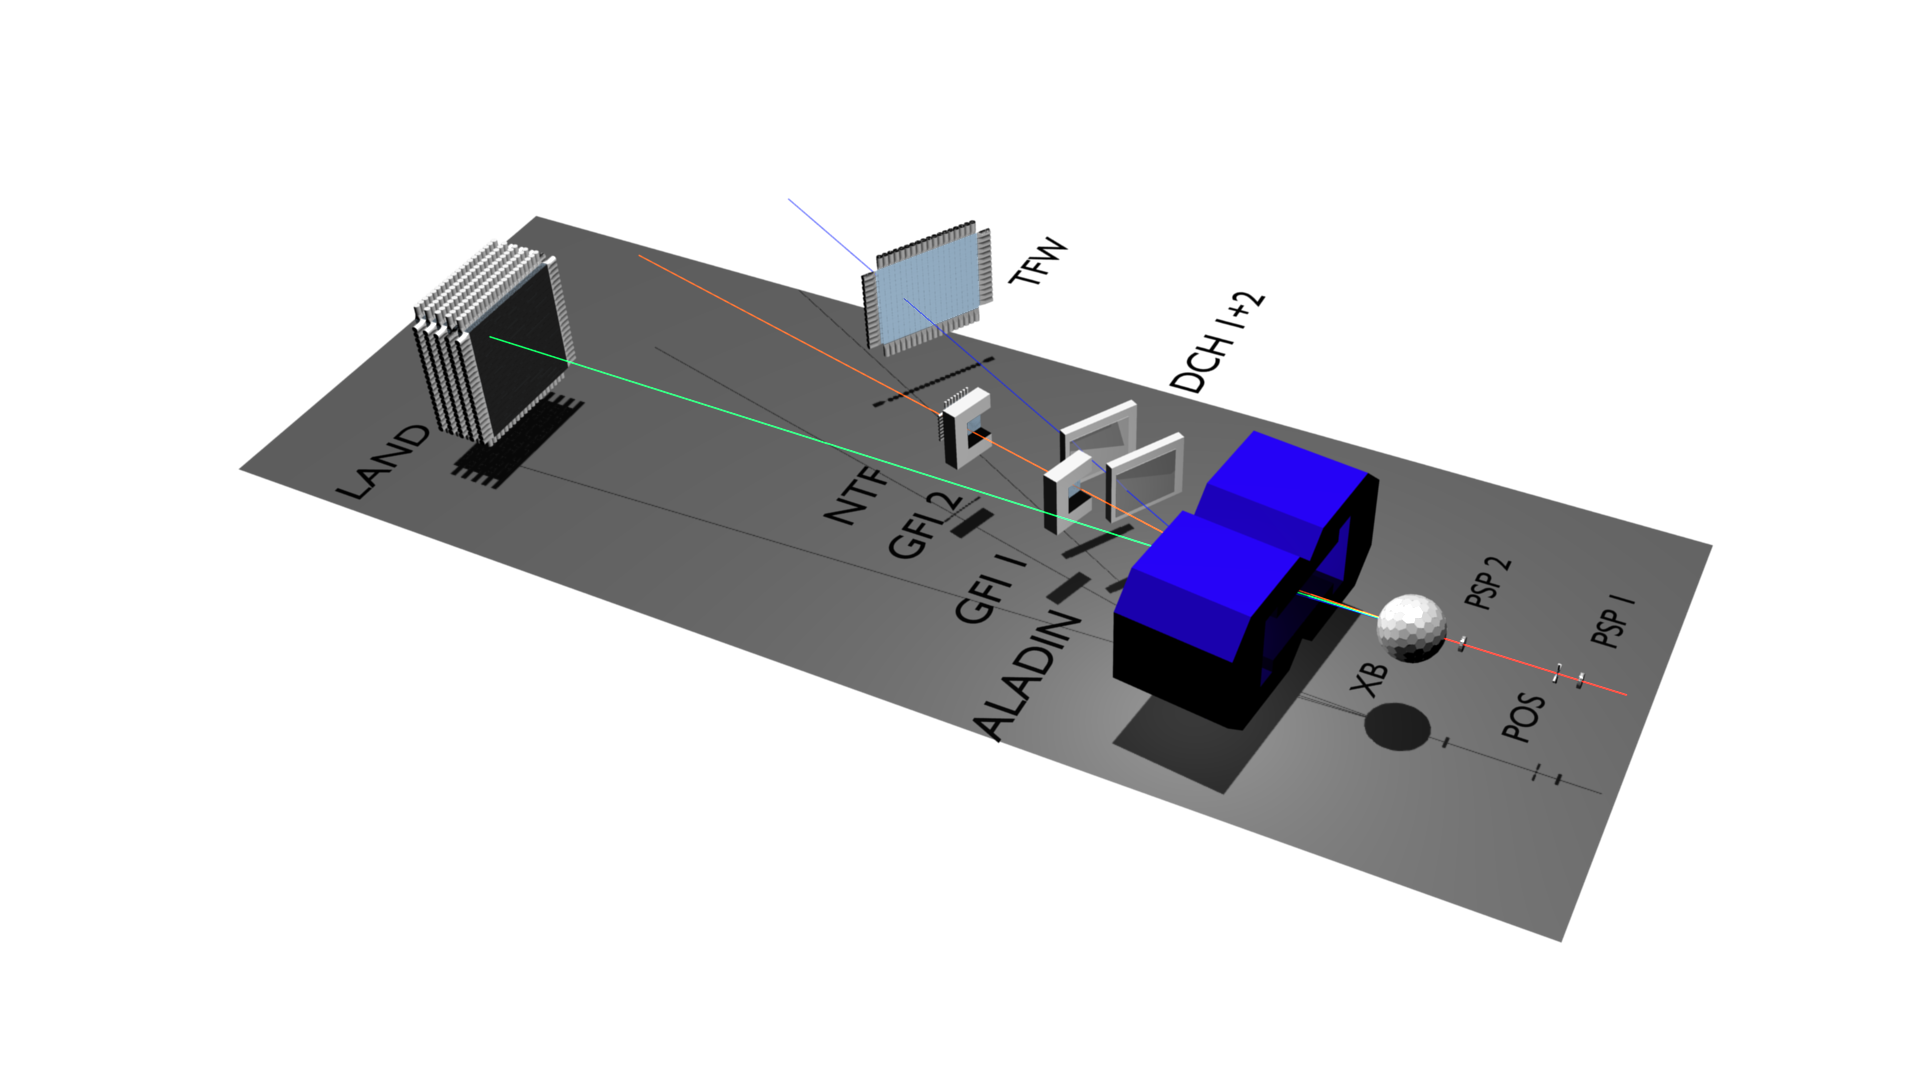 TFW
DCH 1+2
LAND
NTF
GFI 2
GFI 1
ALADIN
PSP 2
PSP 1
XB
POS